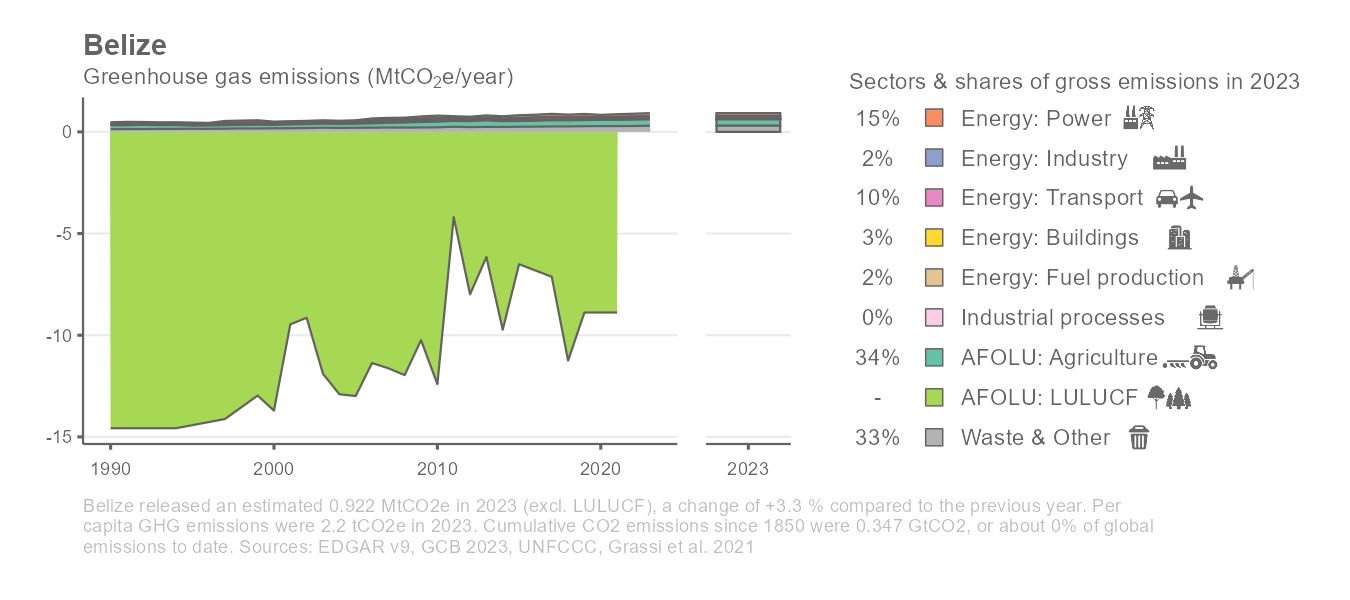 Belize
Greenhouse gas emissions (MtCO₂e/year)
0
-5
-10
-15
1990
2000
2010
2020
2023
Sectors & shares of gross emissions in 2023
15% Energy: Power
2% Energy: Industry
10% Energy: Transport
3% Energy: Buildings
2% Energy: Fuel production
0% Industrial processes
34% AFOLU: Agriculture
- AFOLU: LULUCF
33% Waste & Other
Belize released an estimated 0.922 MtCO2e in 2023 (excl. LULUCF), a change of +3.3 % compared to the previous year. Per
capita GHG emissions were 2.2 tCO2e in 2023. Cumulative CO2 emissions since 1850 were 0.347 GtCO2, or about 0% of global
emissions to date. Sources: EDGAR v9, GCB 2023, UNFCCC, Grassi et al. 2021